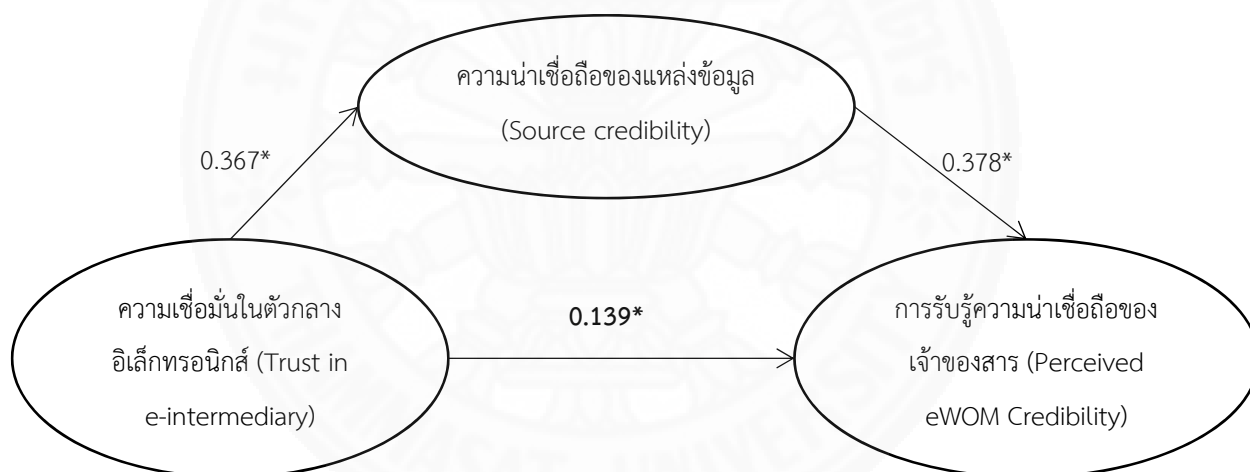 ความน่าเชื่อถือของแหล่งข้อมูล
(Source credibility)
0.367*
0.378*
ความเชื่อมั่นในตัวกลาง
อิเล็กทรอนิกส์ (Trust in
e-intermediary)
0.139*
การรับรู้ความน่าเชื่อถือของ
เจ้าของสาร (Perceived
eWOM Credibility)